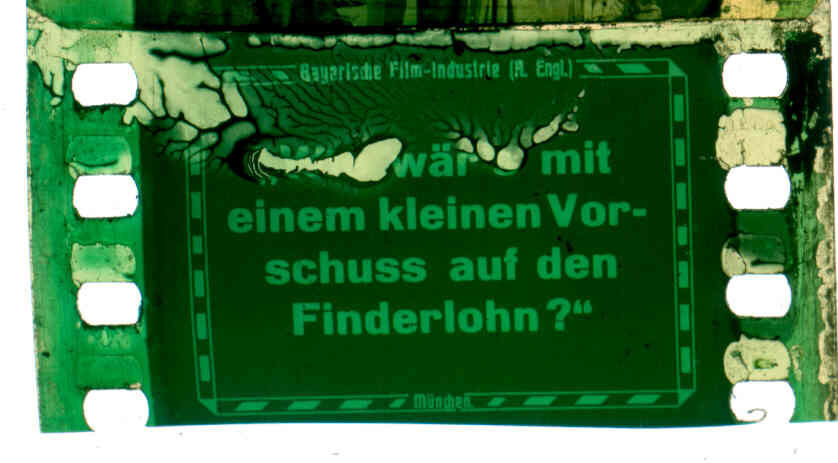 Bayerische Film-Industrie (A. Engl.)
wär mit
einem kleinen Vor-
schuss auf den
Finderlohn?“
München